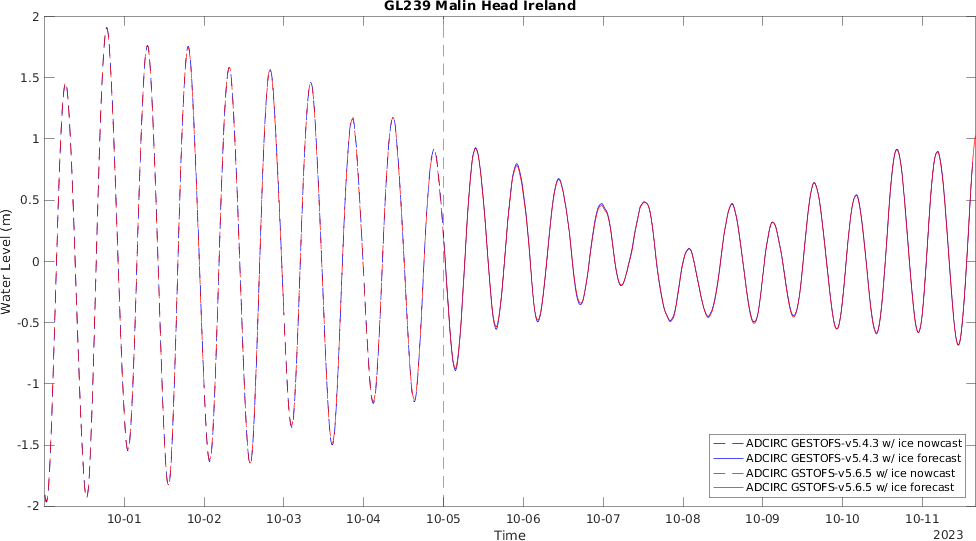 GL239 Malin Head Ireland
2
1.5
1
0.5
0
-0.5
-1
-1.5
-2
Water Level (m)
ADCIRC GESTOFS-v5.4.3 w/ ice nowcast
ADCIRC GESTOFS-v5.4.3 w/ ice forecast
ADCIRC GSTOFS-v5.6.5 w/ ice nowcast
ADCIRC GSTOFS-v5.6.5 w/ ice forecast
10-01 10-02 10-03 10-04 10-05 10-06 10-07 10-08 10-09 10-10 10-11
Time
2023